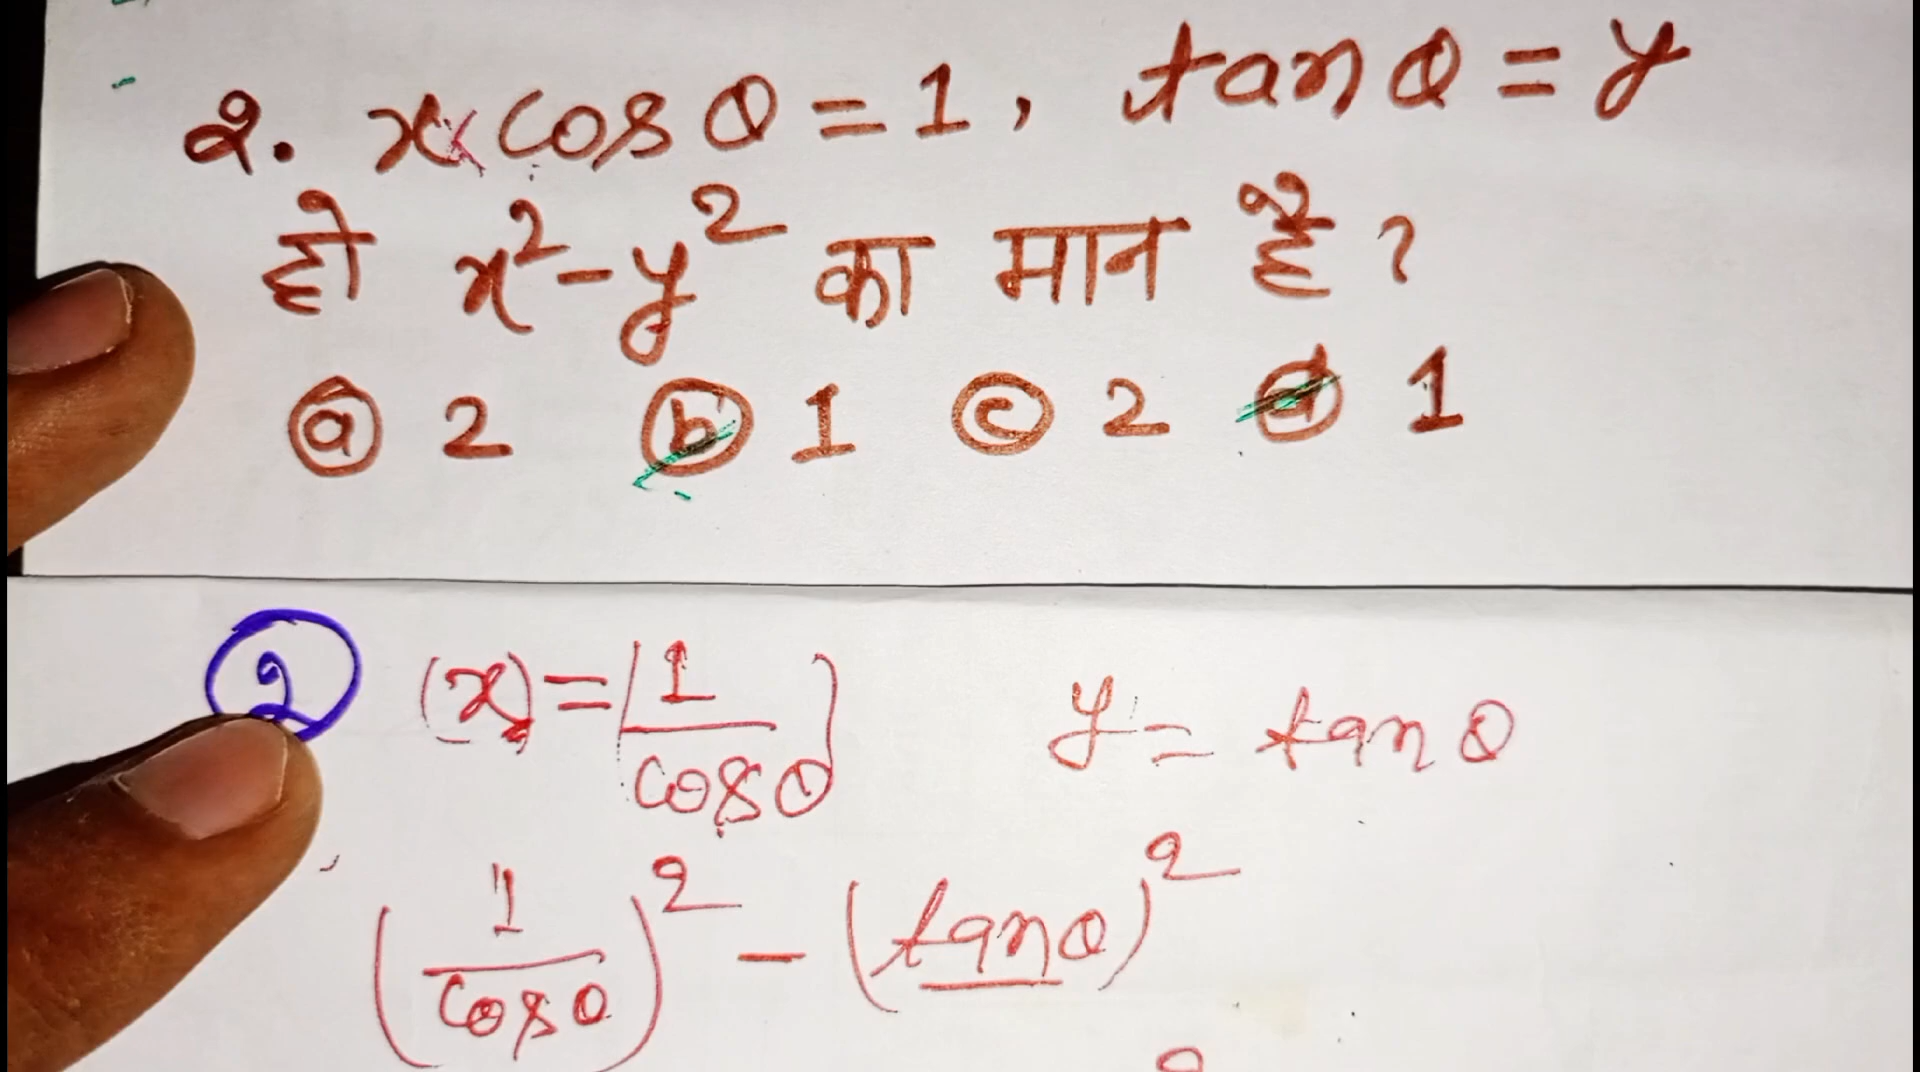 2. x cos θ = 1, tan θ = y
हो x² - y² का मान है ?
ⓐ 2 ⓑ 1 ⓒ 2 ⓓ 1
② (x) = (1/cos θ) y = tan θ
(1/cos θ)² - (tan θ)²